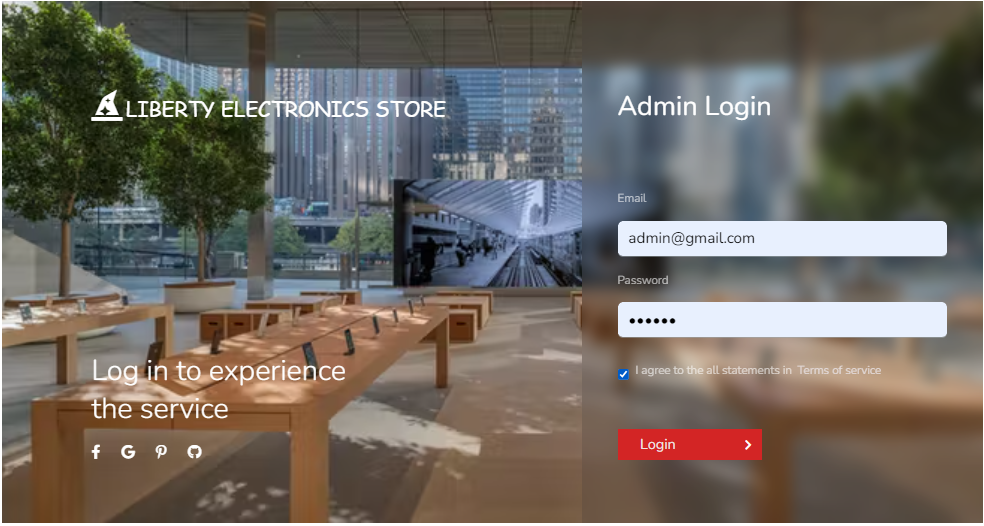 LIBERTY ELECTRONICS STORE
Log in to experience
the service
Admin Login
Email
admin@gmail.com
Password
••••••
I agree to the all statements in Terms of service
Login